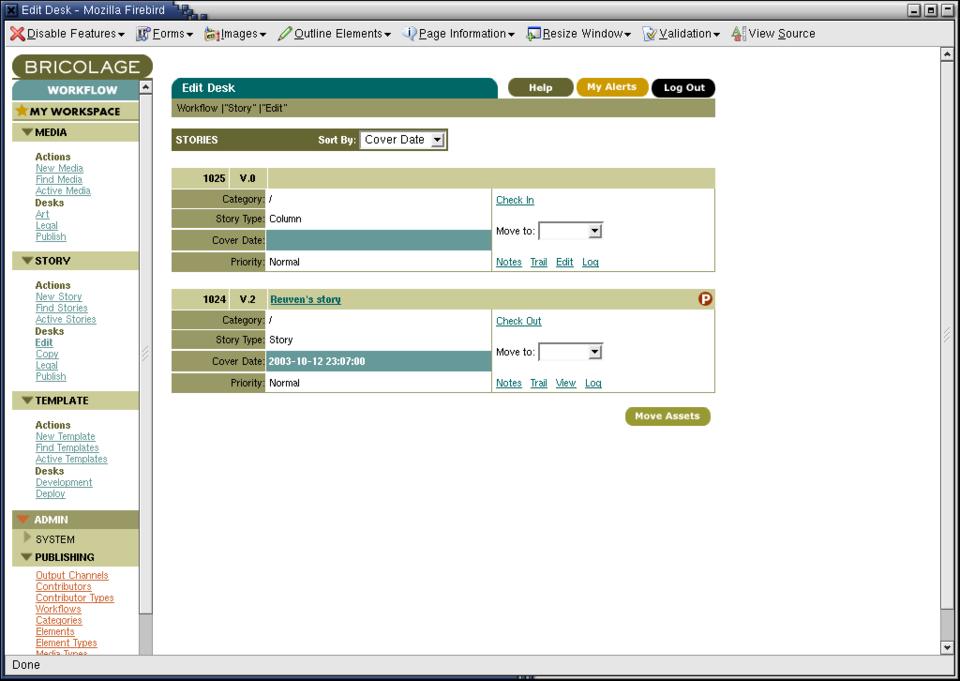 Edit Desk - Mozilla Firebird
Disable Features Forms Images Outline Elements Page Information Resize Window Validation View Source
BRICOLAGE
WORKFLOW
MY WORKSPACE
MEDIA
Actions
New Media
Find Media
Active Media
Desks
Art
Legal
Publish
STORY
Actions
New Story
Find Stories
Active Stories
Desks
Edit
Copy
Legal
Publish
TEMPLATE
Actions
New Template
Find Templates
Active Templates
Desks
Development
Deploy
ADMIN
SYSTEM
PUBLISHING
Output Channels
Contributors
Contributor Types
Workflows
Categories
Elements
Element Types
Media Types
Edit Desk
Help My Alerts Log Out
Workflow |"Story" |"Edit"
STORIES Sort By: Cover Date
1025 V.0
Category: /
Story Type: Column
Cover Date:
Priority: Normal
Check In
Move to:
Notes Trail Edit Log
1024 V.2 Reuven's story P
Category: /
Story Type: Story
Cover Date: 2003-10-12 23:07:00
Priority: Normal
Check Out
Move to:
Notes Trail View Log
Move Assets
Done